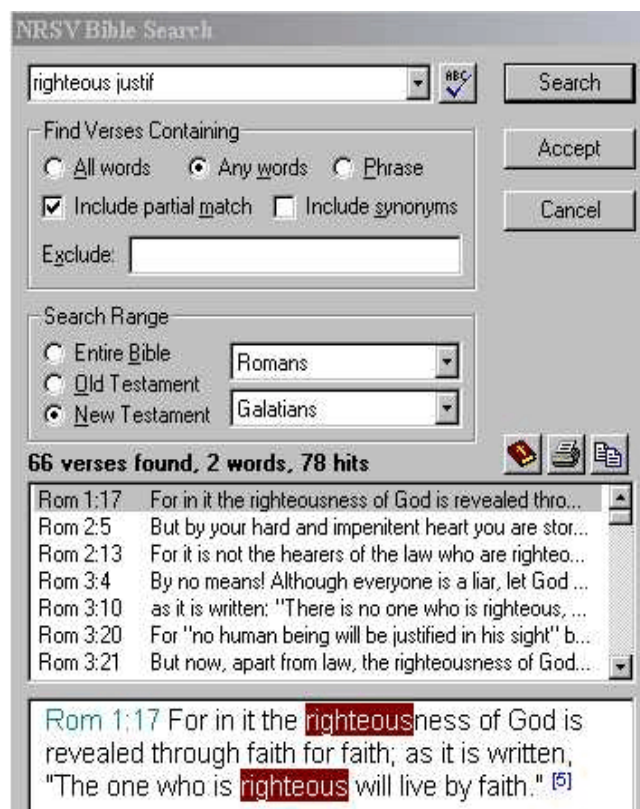 NRSV Bible Search
righteous justif
ABC
Search
Find Verses Containing
All words Any words Phrase
Accept
Include partial match Include synonyms
Cancel
Exclude:
Search Range
Entire Bible
Romans
Old Testament
New Testament
Galatians
66 verses found, 2 words, 78 hits
Rom 1:17 For in it the righteousness of God is revealed thro...
Rom 2:5 But by your hard and impenitent heart you are stor...
Rom 2:13 For it is not the hearers of the law who are righteo...
Rom 3:4 By no means! Although everyone is a liar, let God ...
Rom 3:10 as it is written: "There is no one who is righteous, ...
Rom 3:20 For "no human being will be justified in his sight" b...
Rom 3:21 But now, apart from law, the righteousness of God...
Rom 1:17 For in it the righteousness of God is
revealed through faith for faith; as it is written,
"The one who is righteous will live by faith." [5]